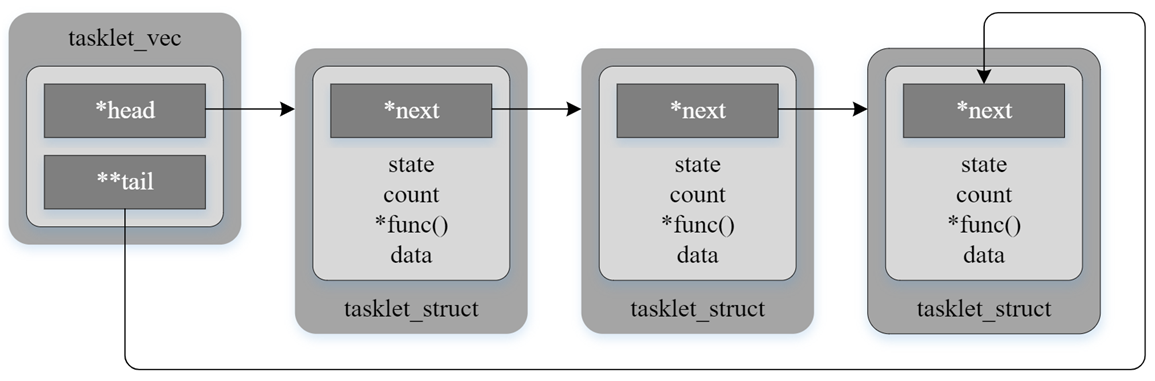 tasklet_vec
*head
**tail
*next
state
count
*func()
data
tasklet_struct
*next
state
count
*func()
data
tasklet_struct
*next
state
count
*func()
data
tasklet_struct